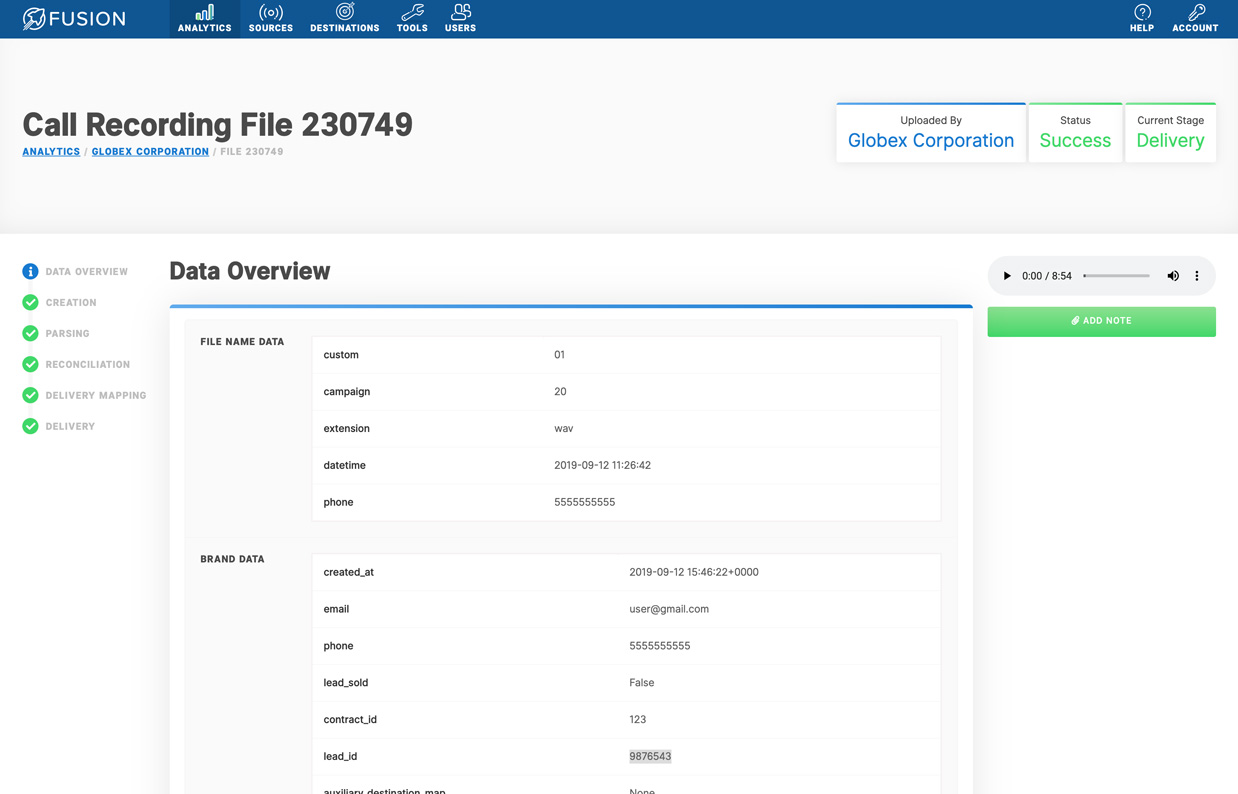 FUSION
ANALYTICS SOURCES DESTINATIONS TOOLS USERS HELP ACCOUNT
Call Recording File 230749
ANALYTICS / GLOBEX CORPORATION / FILE 230749
Uploaded By
Globex Corporation
Status
Success
Current Stage
Delivery
DATA OVERVIEW
CREATION
PARSING
RECONCILIATION
DELIVERY MAPPING
DELIVERY
Data Overview
FILE NAME DATA
custom 01
campaign 20
extension wav
datetime 2019-09-12 11:26:42
phone 5555555555
BRAND DATA
created_at 2019-09-12 15:46:22+0000
email user@gmail.com
phone 5555555555
lead_sold False
contract_id 123
lead_id 9876543
auxiliary_destination_map None
0:00 / 8:54
ADD NOTE